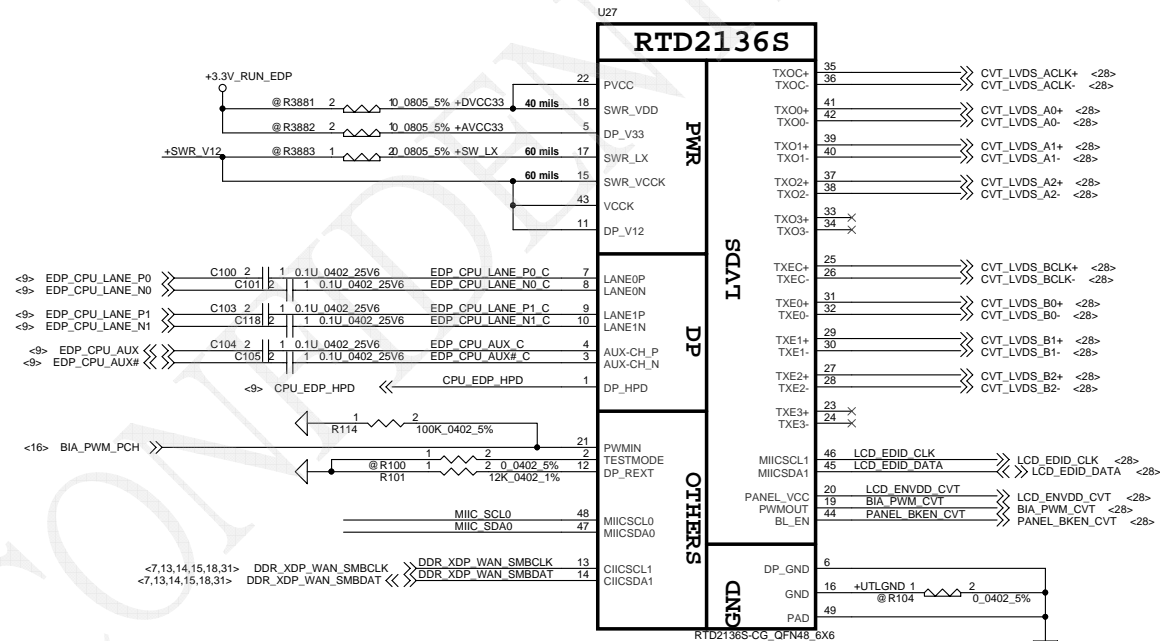 U27
RTD2136S
+3.3V_RUN_EDP
@R3881 2 1 0_0805_5% +DVCC33 40 mils
@R3882 2 1 0_0805_5% +AVCC33
+SWR_V12 @R3883 1 2 0_0805_5% +SW_LX 60 mils
60 mils
22 PVCC
18 SWR_VDD
5 DP_V33
17 SWR_LX
15 SWR_VCCK
43 VCCK
11 DP_V12
PWR
<9> EDP_CPU_LANE_P0 C100 2 1 0.1U_0402_25V6 EDP_CPU_LANE_P0_C 7 LANE0P
<9> EDP_CPU_LANE_N0 C101 2 1 0.1U_0402_25V6 EDP_CPU_LANE_N0_C 8 LANE0N
<9> EDP_CPU_LANE_P1 C103 2 1 0.1U_0402_25V6 EDP_CPU_LANE_P1_C 9 LANE1P
<9> EDP_CPU_LANE_N1 C118 2 1 0.1U_0402_25V6 EDP_CPU_LANE_N1_C 10 LANE1N
<9> EDP_CPU_AUX C104 2 1 0.1U_0402_25V6 EDP_CPU_AUX_C 4 AUX-CH_P
<9> EDP_CPU_AUX# C105 2 1 0.1U_0402_25V6 EDP_CPU_AUX#_C 3 AUX-CH_N
<9> CPU_EDP_HPD CPU_EDP_HPD 1 DP_HPD
DP
1 2
R114 100K_0402_5%
<16> BIA_PWM_PCH 21 PWMIN
@R100 1 2 0_0402_5% 2 TESTMODE
R101 1 2 12K_0402_1% 12 DP_REXT
MIIC_SCL0 48 MIICSCL0
MIIC_SDA0 47 MIICSDA0
<7,13,14,15,18,31> DDR_XDP_WAN_SMBCLK DDR_XDP_WAN_SMBCLK 13 CIICSCL1
<7,13,14,15,18,31> DDR_XDP_WAN_SMBDAT DDR_XDP_WAN_SMBDAT 14 CIICSDA1
OTHERS
LVDS
TXOC+ 35 CVT_LVDS_ACLK+ <28>
TXOC- 36 CVT_LVDS_ACLK- <28>
TXO0+ 41 CVT_LVDS_A0+ <28>
TXO0- 42 CVT_LVDS_A0- <28>
TXO1+ 39 CVT_LVDS_A1+ <28>
TXO1- 40 CVT_LVDS_A1- <28>
TXO2+ 37 CVT_LVDS_A2+ <28>
TXO2- 38 CVT_LVDS_A2- <28>
TXO3+ 33
TXO3- 34
TXEC+ 25 CVT_LVDS_BCLK+ <28>
TXEC- 26 CVT_LVDS_BCLK- <28>
TXE0+ 31 CVT_LVDS_B0+ <28>
TXE0- 32 CVT_LVDS_B0- <28>
TXE1+ 29 CVT_LVDS_B1+ <28>
TXE1- 30 CVT_LVDS_B1- <28>
TXE2+ 27 CVT_LVDS_B2+ <28>
TXE2- 28 CVT_LVDS_B2- <28>
TXE3+ 23
TXE3- 24
MIICSCL1 46 LCD_EDID_CLK LCD_EDID_CLK <28>
MIICSDA1 45 LCD_EDID_DATA LCD_EDID_DATA <28>
PANEL_VCC 20 LCD_ENVDD_CVT LCD_ENVDD_CVT <28>
PWMOUT 19 BIA_PWM_CVT BIA_PWM_CVT <28>
BL_EN 44 PANEL_BKEN_CVT PANEL_BKEN_CVT <28>
GND
DP_GND 6
GND 16 +UTLGND 1 2
@R104 0_0402_5%
PAD 49
RTD2136S-CG_QFN48_6X6
CONFIDENT